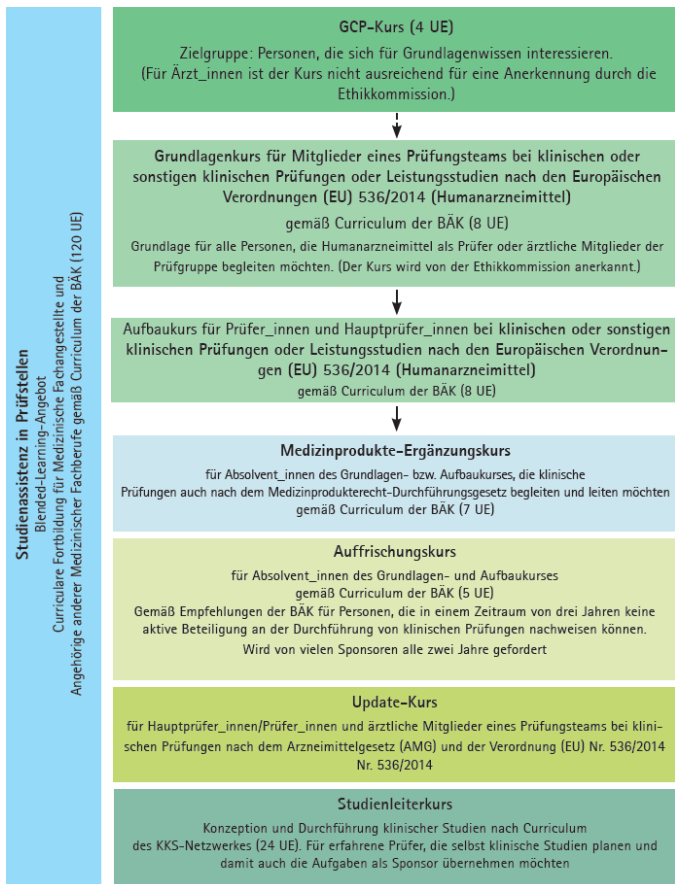 Studienassistenz in Prüfstellen
Blended-Learning-Angebot
Curriculare Fortbildung für Medizinische Fachangestellte und
Angehörige anderer Medizinischer Fachberufe gemäß Curriculum der BÄK (120 UE)
GCP-Kurs (4 UE)
Zielgruppe: Personen, die sich für Grundlagenwissen interessieren.
(Für Ärzt_innen ist der Kurs nicht ausreichend für eine Anerkennung durch die
Ethikkommission.)
Grundlagenkurs für Mitglieder eines Prüfungsteams bei klinischen oder
sonstigen klinischen Prüfungen oder Leistungsstudien nach den Europäischen
Verordnungen (EU) 536/2014 (Humanarzneimittel)
gemäß Curriculum der BÄK (8 UE)
Grundlage für alle Personen, die Humanarzneimittel als Prüfer oder ärztliche Mitglieder der
Prüfgruppe begleiten möchten. (Der Kurs wird von der Ethikkommission anerkannt.)
Aufbaukurs für Prüfer_innen und Hauptprüfer_innen bei klinischen oder sonstigen
klinischen Prüfungen oder Leistungsstudien nach den Europäischen Verordnun-
gen (EU) 536/2014 (Humanarzneimittel)
gemäß Curriculum der BÄK (8 UE)
Medizinprodukte-Ergänzungskurs
für Absolvent_innen des Grundlagen- bzw. Aufbaukurses, die klinische
Prüfungen auch nach dem Medizinprodukterecht-Durchführungsgesetz begleiten und leiten möchten
gemäß Curriculum der BÄK (7 UE)
Auffrischungskurs
für Absolvent_innen des Grundlagen- und Aufbaukurses
gemäß Curriculum der BÄK (5 UE)
Gemäß Empfehlungen der BÄK für Personen, die in einem Zeitraum von drei Jahren keine
aktive Beteiligung an der Durchführung von klinischen Prüfungen nachweisen können.
Wird von vielen Sponsoren alle zwei Jahre gefordert
Update-Kurs
für Hauptprüfer_innen/Prüfer_innen und ärztliche Mitglieder eines Prüfungsteams bei klini-
schen Prüfungen nach dem Arzneimittelgesetz (AMG) und der Verordnung (EU) Nr. 536/2014
Nr. 536/2014
Studienleiterkurs
Konzeption und Durchführung klinischer Studien nach Curriculum
des KKS-Netzwerkes (24 UE). Für erfahrene Prüfer, die selbst klinische Studien planen und
damit auch die Aufgaben als Sponsor übernehmen möchten